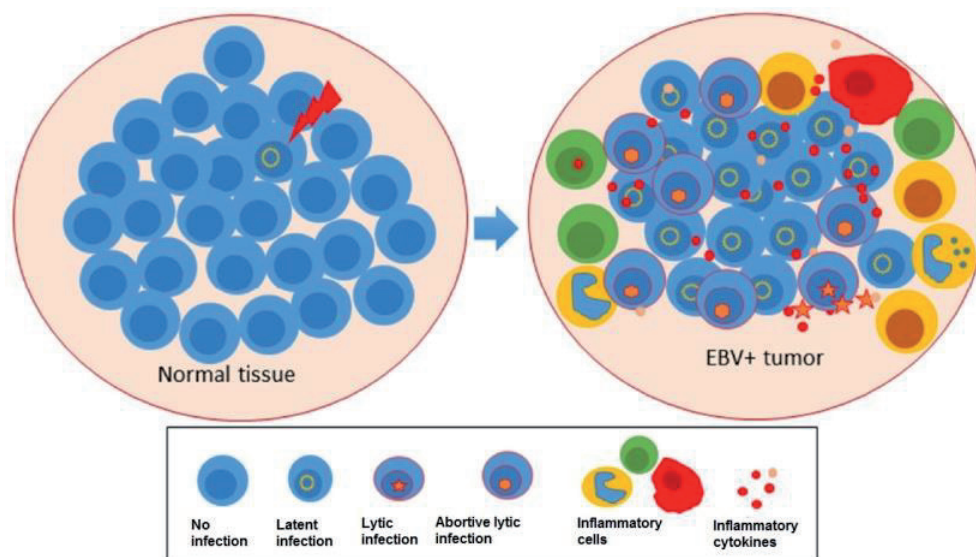 Normal tissue
EBV+ tumor
No
infection
Latent
infection
Lytic
infection
Abortive lytic
infection
Inflammatory
cells
Inflammatory
cytokines